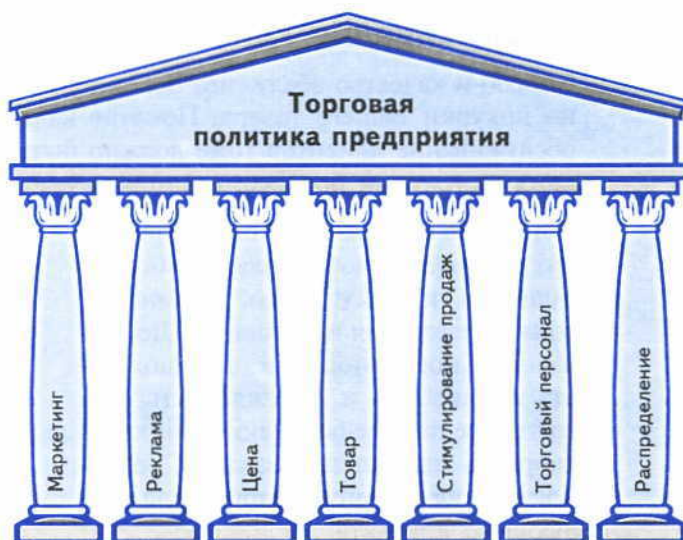 Торговая
политика предприятия
Маркетинг
Реклама
Цена
Товар
Стимулирование продаж
Торговый персонал
Распределение